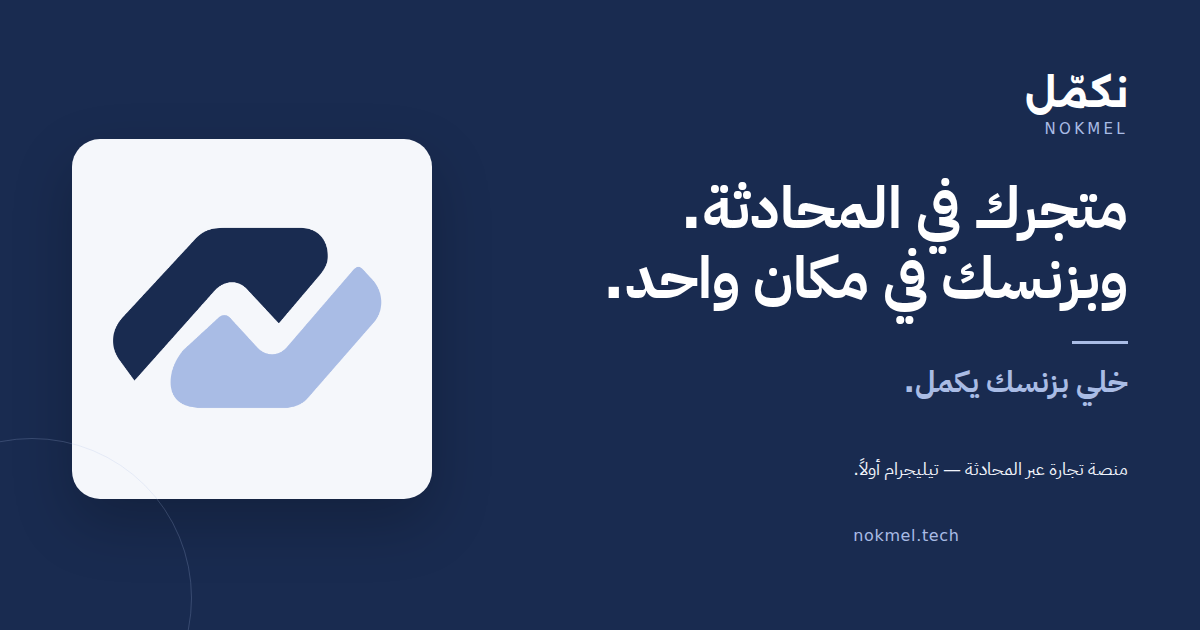 نكمّل
NOKMEL
متجرك في المحادثة.
وبزنسك في مكان واحد.
خلي بزنسك يكمل.
منصة تجارة عبر المحادثة — تيليجرام أولاً.
nokmel.tech